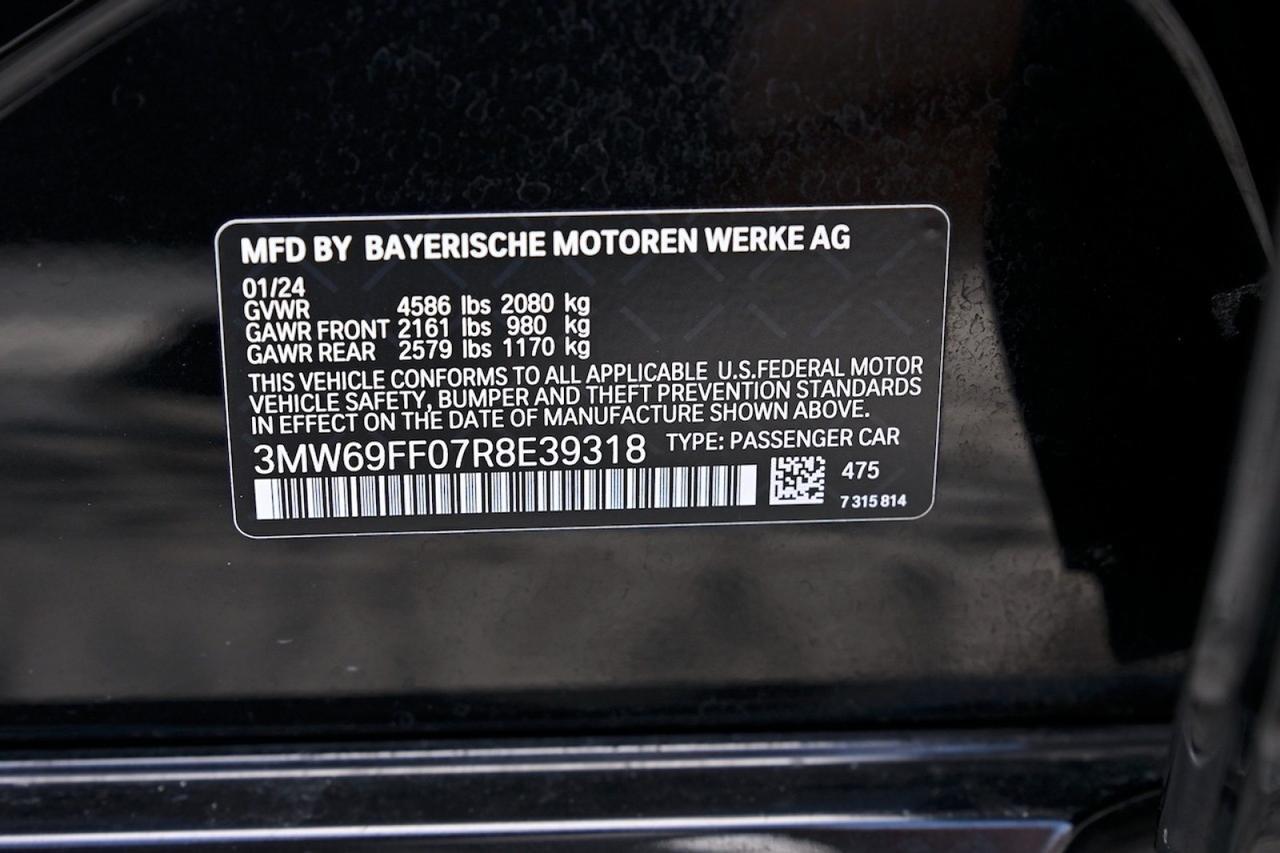 MFD BY BAYERISCHE MOTOREN WERKE AG
01/24
GVWR 4586 lbs 2080 kg
GAWR FRONT 2161 lbs 980 kg
GAWR REAR 2579 lbs 1170 kg
THIS VEHICLE CONFORMS TO ALL APPLICABLE U.S.FEDERAL MOTOR
VEHICLE SAFETY, BUMPER AND THEFT PREVENTION STANDARDS
IN EFFECT ON THE DATE OF MANUFACTURE SHOWN ABOVE.
3MW69FF07R8E39318 TYPE: PASSENGER CAR
475
7 315 814